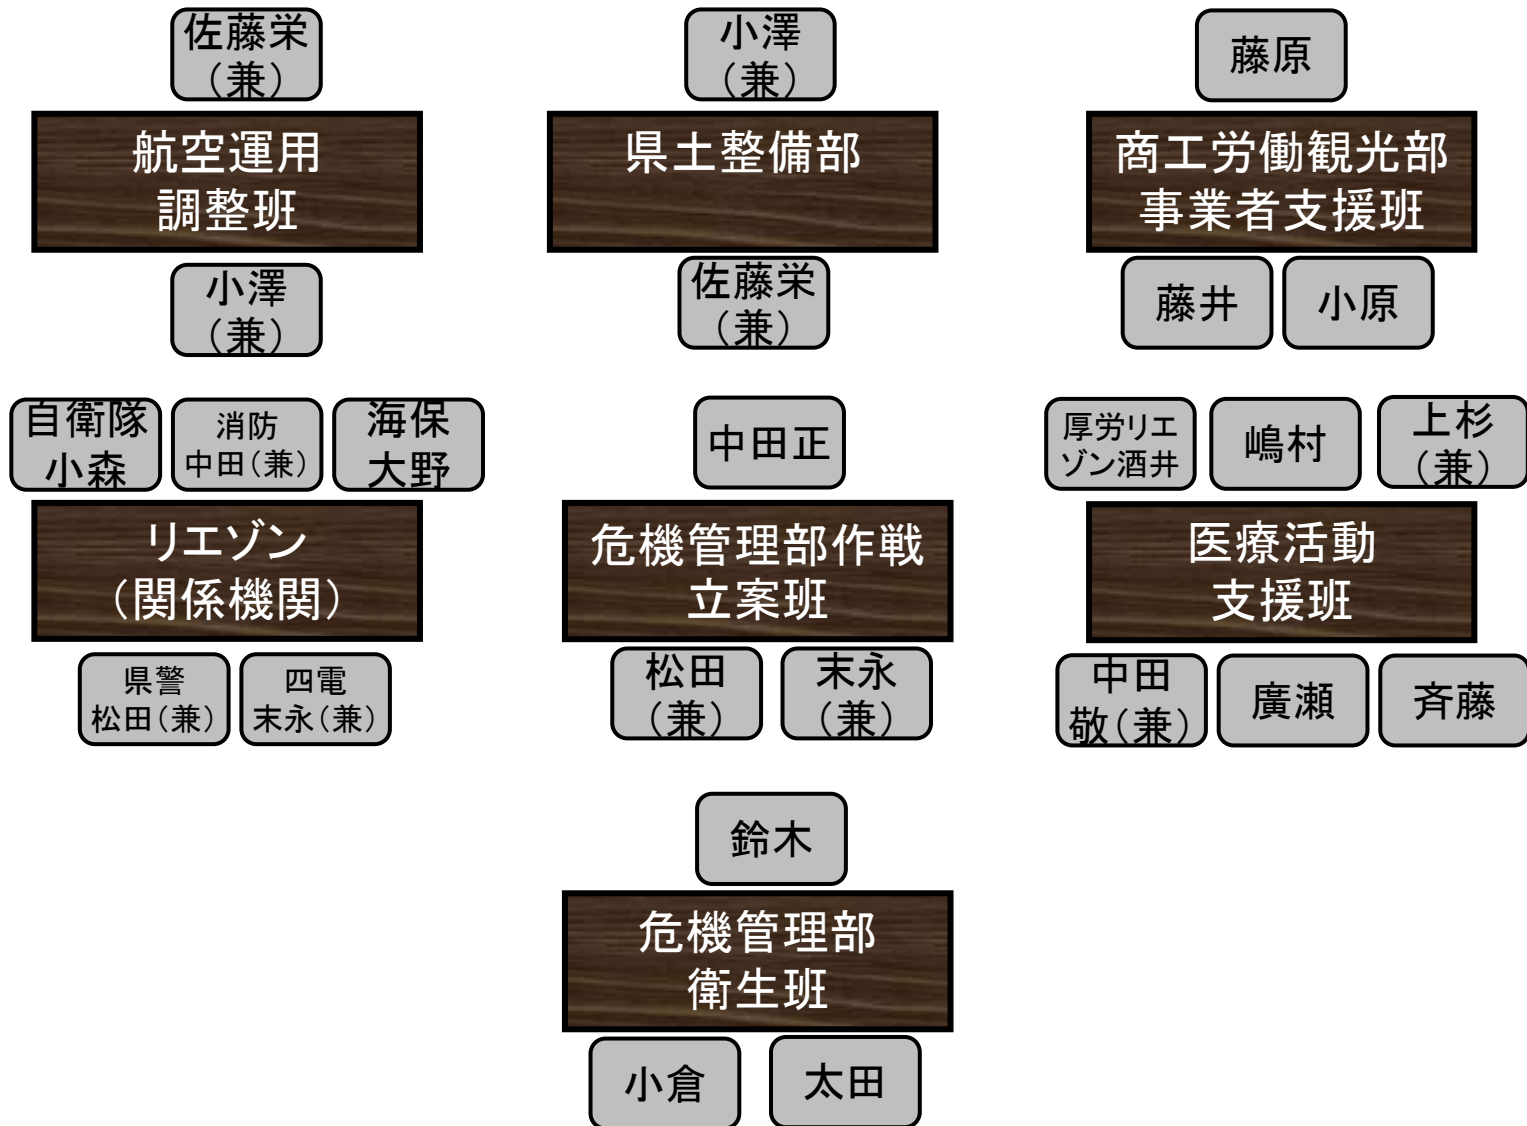 佐藤栄
（兼）
航空運用
調整班
小澤
（兼）
小澤
（兼）
県土整備部
佐藤栄
（兼）
藤原
商工労働観光部
事業者支援班
藤井
小原
自衛隊
小森
消防
中田（兼）
海保
大野
リエゾン
（関係機関）
県警
松田（兼）
四電
末永（兼）
中田正
危機管理部作戦
立案班
松田
（兼）
末永
（兼）
厚労リエ
ゾン酒井
嶋村
上杉
（兼）
医療活動
支援班
中田
敬（兼）
廣瀬
斉藤
鈴木
危機管理部
衛生班
小倉
太田